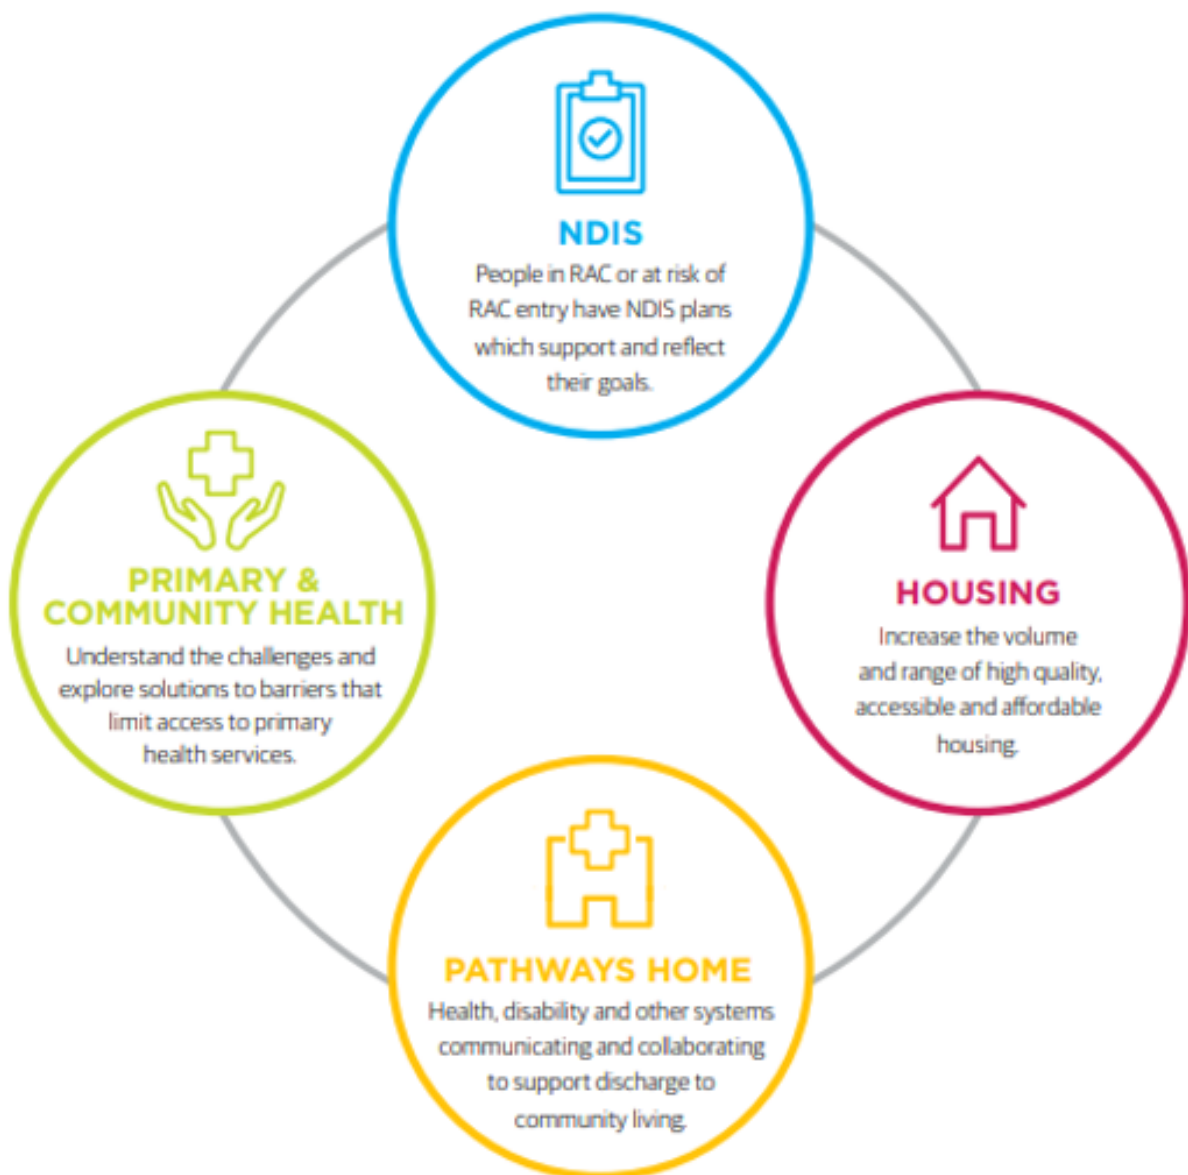 NDIS
People in RAC or at risk of
RAC entry have NDIS plans
which support and reflect
their goals.
PRIMARY &
COMMUNITY HEALTH
Understand the challenges and
explore solutions to barriers that
limit access to primary
health services.
HOUSING
Increase the volume
and range of high quality,
accessible and affordable
housing.
PATHWAYS HOME
Health, disability and other systems
communicating and collaborating
to support discharge to
community living.